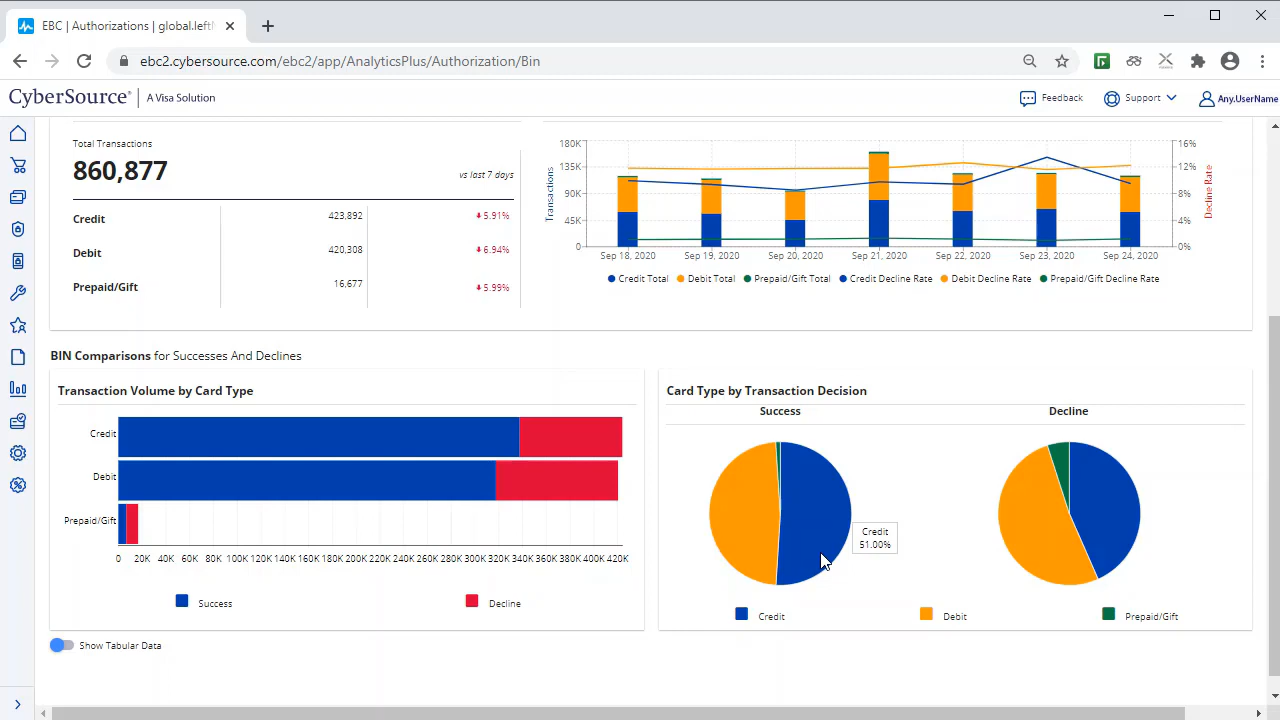 EBC | Authorizations | global.left
ebc2.cybersource.com/ebc2/app/AnalyticsPlus/Authorization/Bin
CyberSource® | A Visa Solution
Feedback
Support
Any.UserName
Total Transactions
860,877
vs last 7 days
Credit 423,892 5.91%
Debit 420,308 6.94%
Prepaid/Gift 16,677 5.99%
Transactions
180K
135K
90K
45K
0
16%
12%
8%
4%
0%
Decline Rate
Sep 18, 2020 Sep 19, 2020 Sep 20, 2020 Sep 21, 2020 Sep 22, 2020 Sep 23, 2020 Sep 24, 2020
Credit Total Debit Total Prepaid/Gift Total Credit Decline Rate Debit Decline Rate Prepaid/Gift Decline Rate
BIN Comparisons for Successes And Declines
Transaction Volume by Card Type
Credit
Debit
Prepaid/Gift
0 20K 40K 60K 80K 100K 120K 140K 160K 180K 200K 220K 240K 260K 280K 300K 320K 340K 360K 380K 400K 420K
Success Decline
Show Tabular Data
Card Type by Transaction Decision
Success Decline
Credit
51.00%
Credit Debit Prepaid/Gift